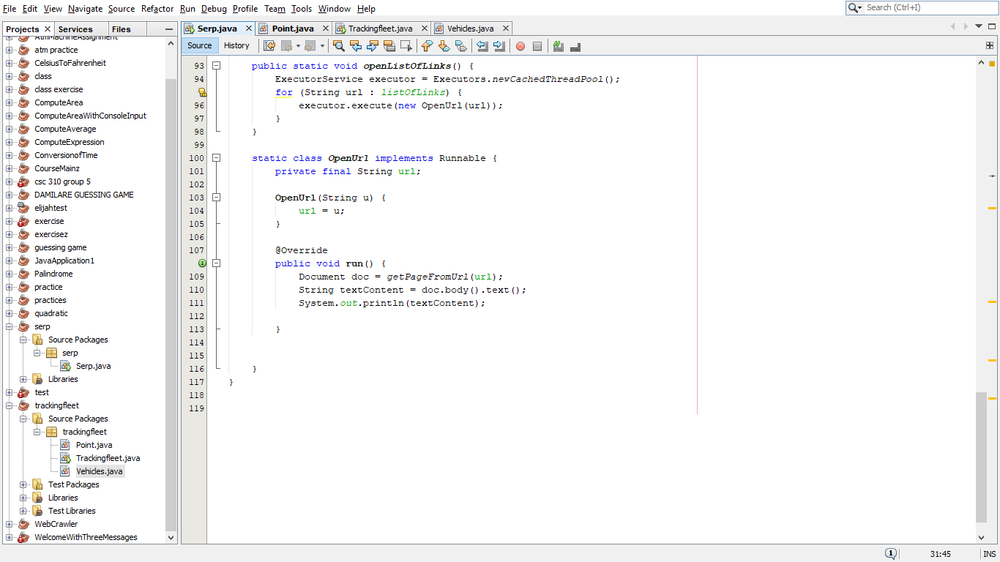 File Edit View Navigate Source Refactor Run Debug Profile Team Tools Window Help
Search (Ctrl+I)
Projects Services Files
AtmMachineAssignment
atm practice
CelsiusToFahrenheit
class
class exercise
ComputeArea
ComputeAreaWithConsoleInput
ComputeAverage
ComputeExpression
ConversionofTime
CourseMainz
csc 310 group 5
DAMILARE GUESSING GAME
elijahtest
exercise
exercisez
guessing game
JavaApplication1
Palindrome
practice
practices
quadratic
serp
Source Packages
serp
Serp.java
Libraries
test
trackingfleet
Source Packages
trackingfleet
Point.java
Trackingfleet.java
Vehicles.java
Test Packages
Libraries
Test Libraries
WebCrawler
WelcomeWithThreeMessages
Serp.java Point.java Trackingfleet.java Vehicles.java
Source History
93 public static void openListOfLinks() {
94 ExecutorService executor = Executors.newCachedThreadPool();
for (String url : listOfLinks) {
96 executor.execute(new OpenUrl(url));
97 }
98 }
99
100 static class OpenUrl implements Runnable {
101 private final String url;
102
103 OpenUrl(String u) {
104 url = u;
105 }
106
107 @Override
public void run() {
109 Document doc = getPageFromUrl(url);
110 String textContent = doc.body().text();
111 System.out.println(textContent);
112
113 }
114
115
116 }
117 }
118
119
1 31:45 INS